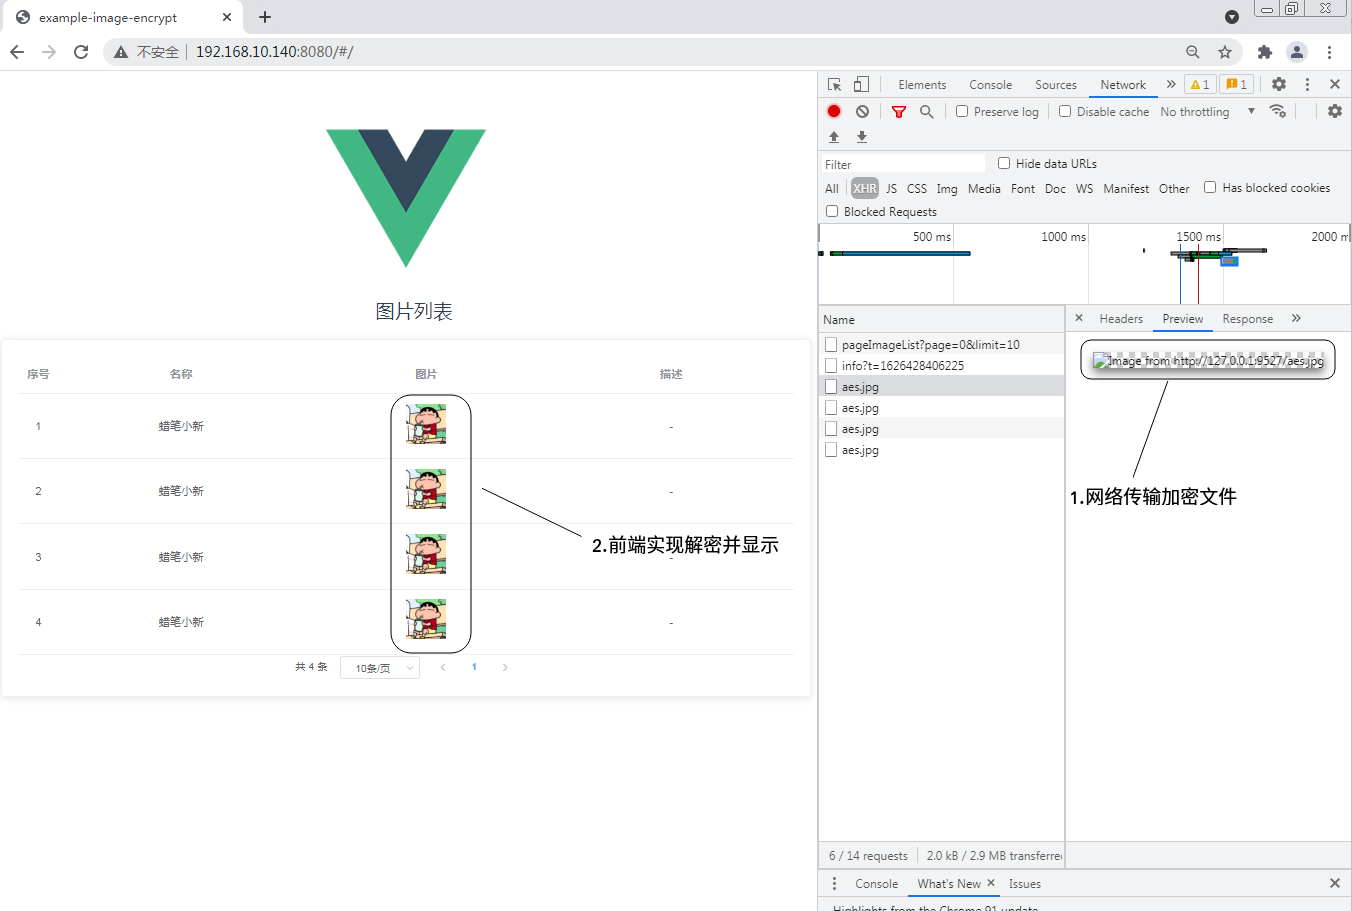 example-image-encrypt
不安全 192.168.10.140:8080/#/
图片列表
序号 名称 图片 描述
1 蜡笔小新 -
2 蜡笔小新 -
3 蜡笔小新 -
4 蜡笔小新 -
2.前端实现解密并显示
共 4 条 10条/页 1
Elements Console Sources Network 1 1
Preserve log Disable cache No throttling
Filter Hide data URLs
All XHR JS CSS Img Media Font Doc WS Manifest Other Has blocked cookies
Blocked Requests
500 ms 1000 ms 1500 ms 2000 m
Name
pageImageList?page=0&limit=10
info?t=1626428406225
aes.jpg
aes.jpg
aes.jpg
aes.jpg
Headers Preview Response
Image from http://127.0.0.1:9527/aes.jpg
1.网络传输加密文件
6 / 14 requests 2.0 kB / 2.9 MB transferre
Console What's New Issues
Highlights from the Chrome 91 update